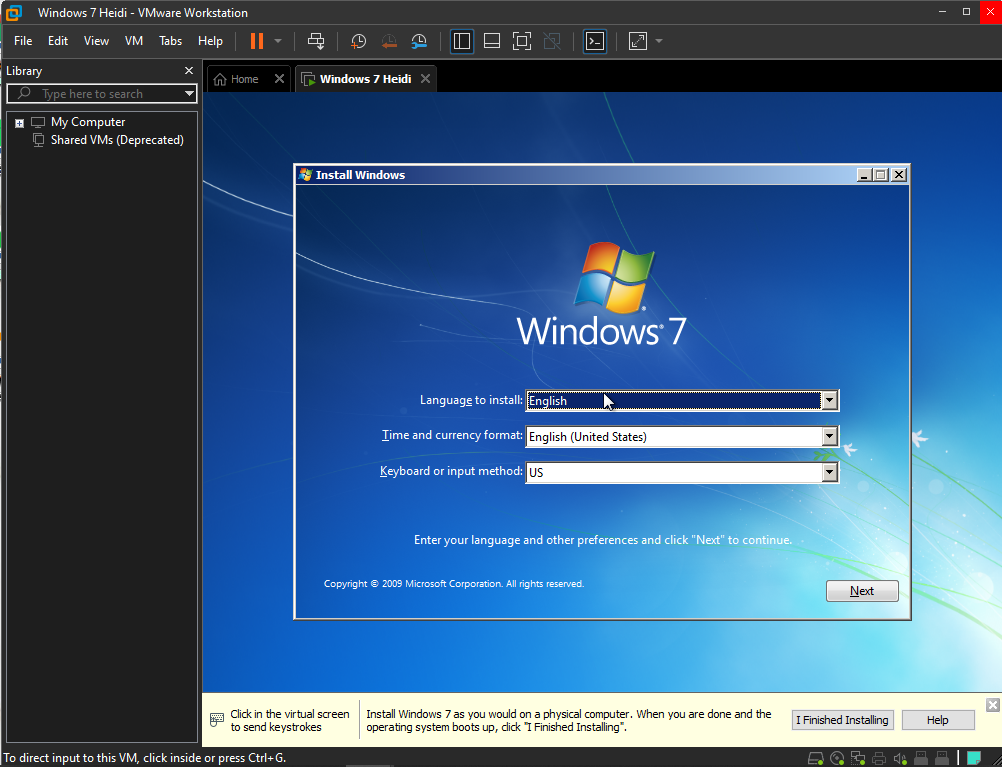 Windows 7 Heidi - VMware Workstation
File Edit View VM Tabs Help
Library
Type here to search
My Computer
Shared VMs (Deprecated)
Home
Windows 7 Heidi
Install Windows
Windows® 7
Language to install: English
Time and currency format: English (United States)
Keyboard or input method: US
Enter your language and other preferences and click "Next" to continue.
Copyright © 2009 Microsoft Corporation. All rights reserved.
Next
Click in the virtual screen
to send keystrokes
Install Windows 7 as you would on a physical computer. When you are done and the
operating system boots up, click "I Finished Installing".
I Finished Installing
Help
To direct input to this VM, click inside or press Ctrl+G.